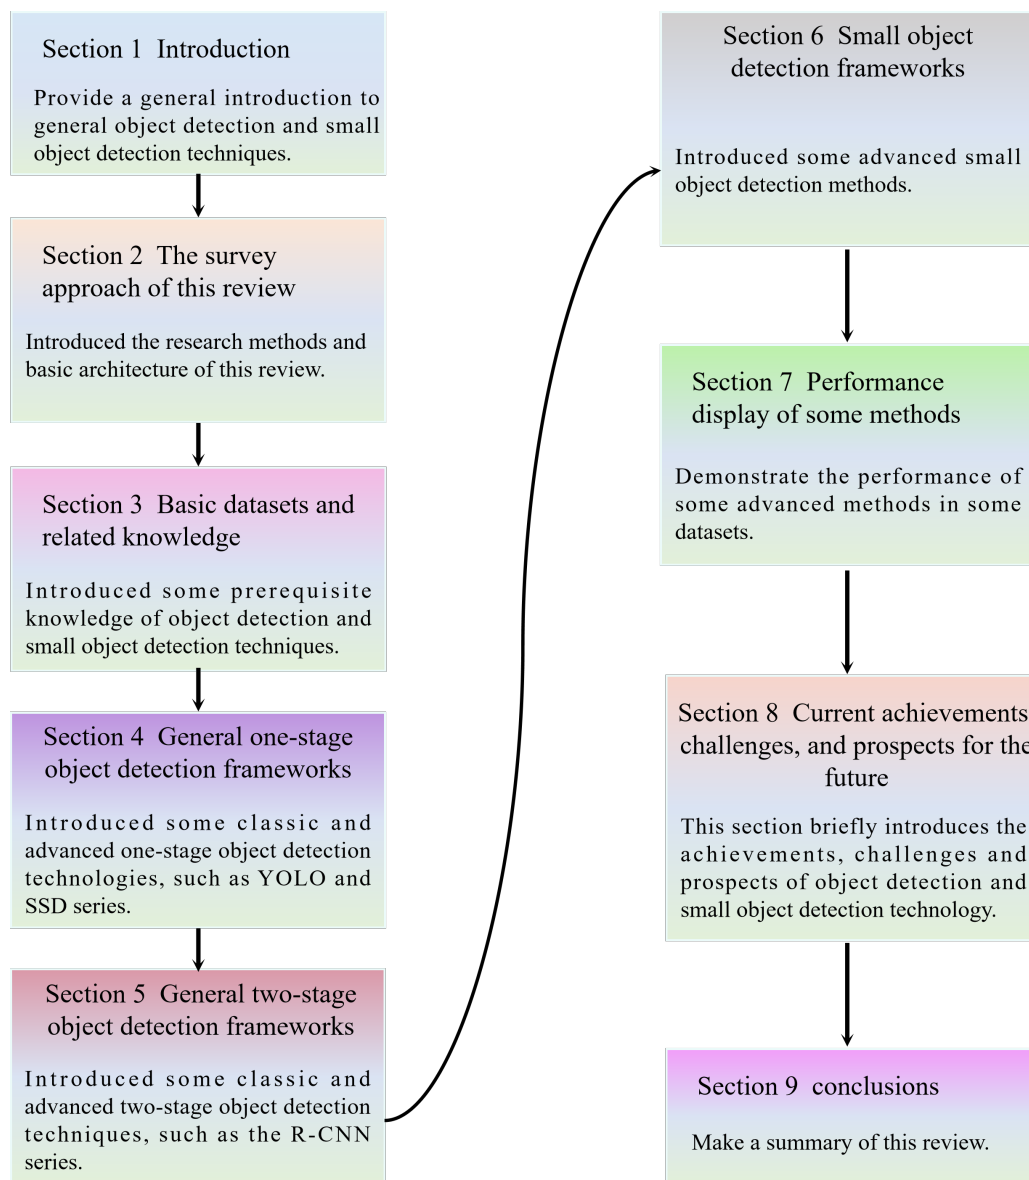 Section 1 Introduction
Provide a general introduction to
general object detection and small
object detection techniques.
Section 2 The survey
approach of this review
Introduced the research methods and
basic architecture of this review.
Section 3 Basic datasets and
related knowledge
Introduced some prerequisite
knowledge of object detection and
small object detection techniques.
Section 4 General one-stage
object detection frameworks
Introduced some classic and
advanced one-stage object detection
technologies, such as YOLO and
SSD series.
Section 5 General two-stage
object detection frameworks
Introduced some classic and
advanced two-stage object detection
techniques, such as the R-CNN
series.
Section 6 Small object
detection frameworks
Introduced some advanced small
object detection methods.
Section 7 Performance
display of some methods
Demonstrate the performance of
some advanced methods in some
datasets.
Section 8 Current achievements
challenges, and prospects for the
future
This section briefly introduces the
achievements, challenges and
prospects of object detection and
small object detection technology.
Section 9 conclusions
Make a summary of this review.